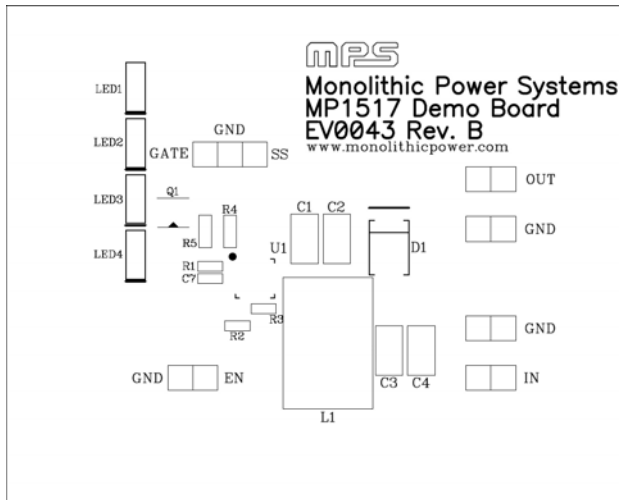 MPS
Monolithic Power Systems
MP1517 Demo Board
EV0043 Rev. B
www.monolithicpower.com
LED1
LED2
GND
GATE SS
OUT
LED3
Q1
R4
C1 C2
R5
U1
D1
GND
LED4
R1
C7
R3
R2
GND
GND EN
C3 C4
IN
L1